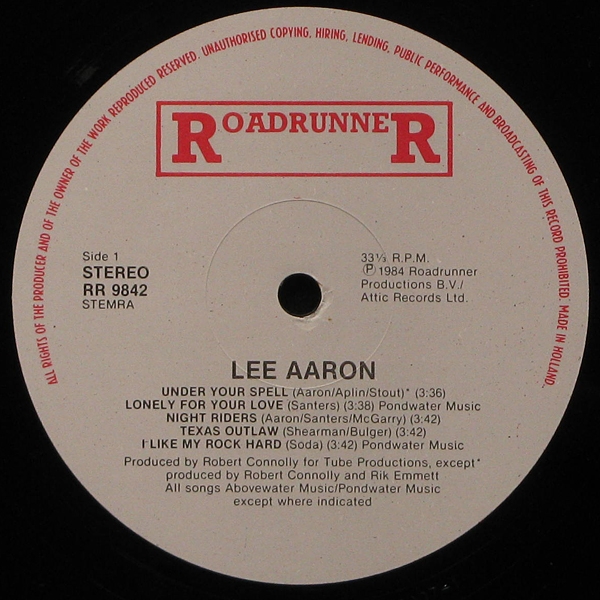 ALL RIGHTS OF THE PRODUCER AND OF THE OWNER OF THE WORK REPRODUCED RESERVED. UNAUTHORISED COPYING, HIRING, LENDING, PUBLIC PERFORMANCE AND BROADCASTING OF THIS RECORD PROHIBITED. MADE IN HOLLAND.
ROADRUNNER
Side 1
STEREO
RR 9842
STEMRA
33⅓ R.P.M.
Ⓟ 1984 Roadrunner
Productions B.V./
Attic Records Ltd.
LEE AARON
UNDER YOUR SPELL (Aaron/Aplin/Stout)* (3:36)
LONELY FOR YOUR LOVE (Santers) (3:38) Pondwater Music
NIGHT RIDERS (Aaron/Santers/McGarry) (3:42)
TEXAS OUTLAW (Shearman/Bulger) (3:42)
I LIKE MY ROCK HARD (Soda) (3:42) Pondwater Music
Produced by Robert Connolly for Tube Productions, except*
produced by Robert Connolly and Rik Emmett
All songs Abovewater Music/Pondwater Music
except where indicated